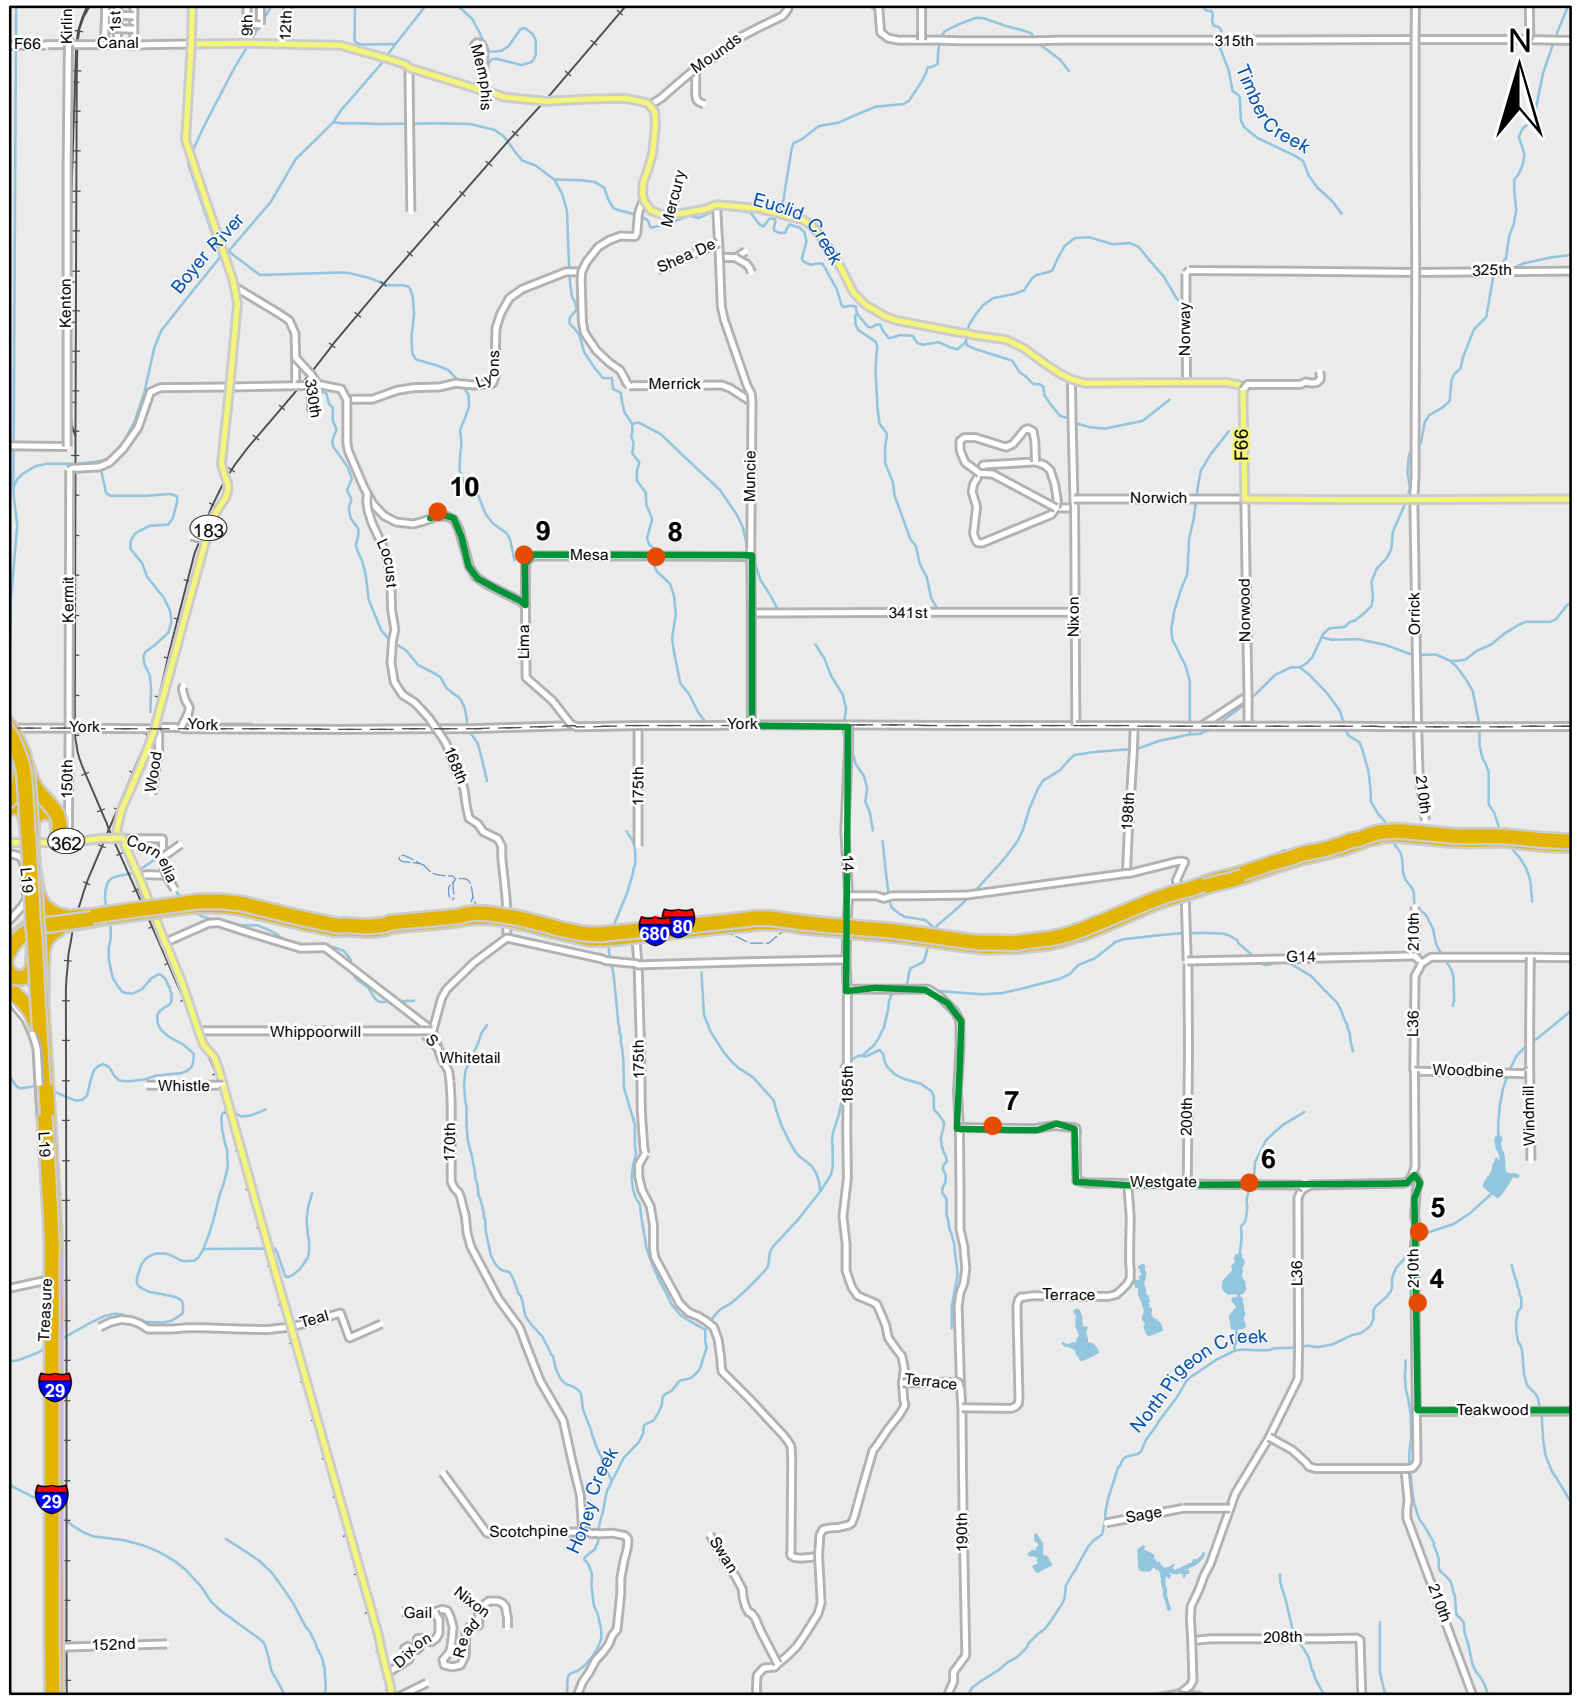 Kirlin
1st
9th
12th
F66
Canal
Memphis
Mounds
315th
N
Timber Creek
Mercury
Euclid Creek
Boyer River
Shea De
325th
Kenton
Norway
330th
Lyons
Merrick
F66
Muncie
10
Norwich
183
9
8
Locust
Mesa
Kermit
341st
Nixon
Norwood
Orrick
Lima
York
York
York
150th
Wood
168th
175th
198th
210th
362
Cornelia
14
L19
680
80
210th
G14
L36
Whippoorwill
S
Whitetail
175th
185th
Woodbine
Whistle
7
200th
Windmill
L19
170th
6
Westgate
5
210th
4
L36
Treasure
Terrace
Teal
North Pigeon Creek
29
Terrace
Teakwood
29
Honey Creek
Sage
Scotchpine
190th
Swan
Nixon
Gail
Read
Dixon
210th
152nd
208th